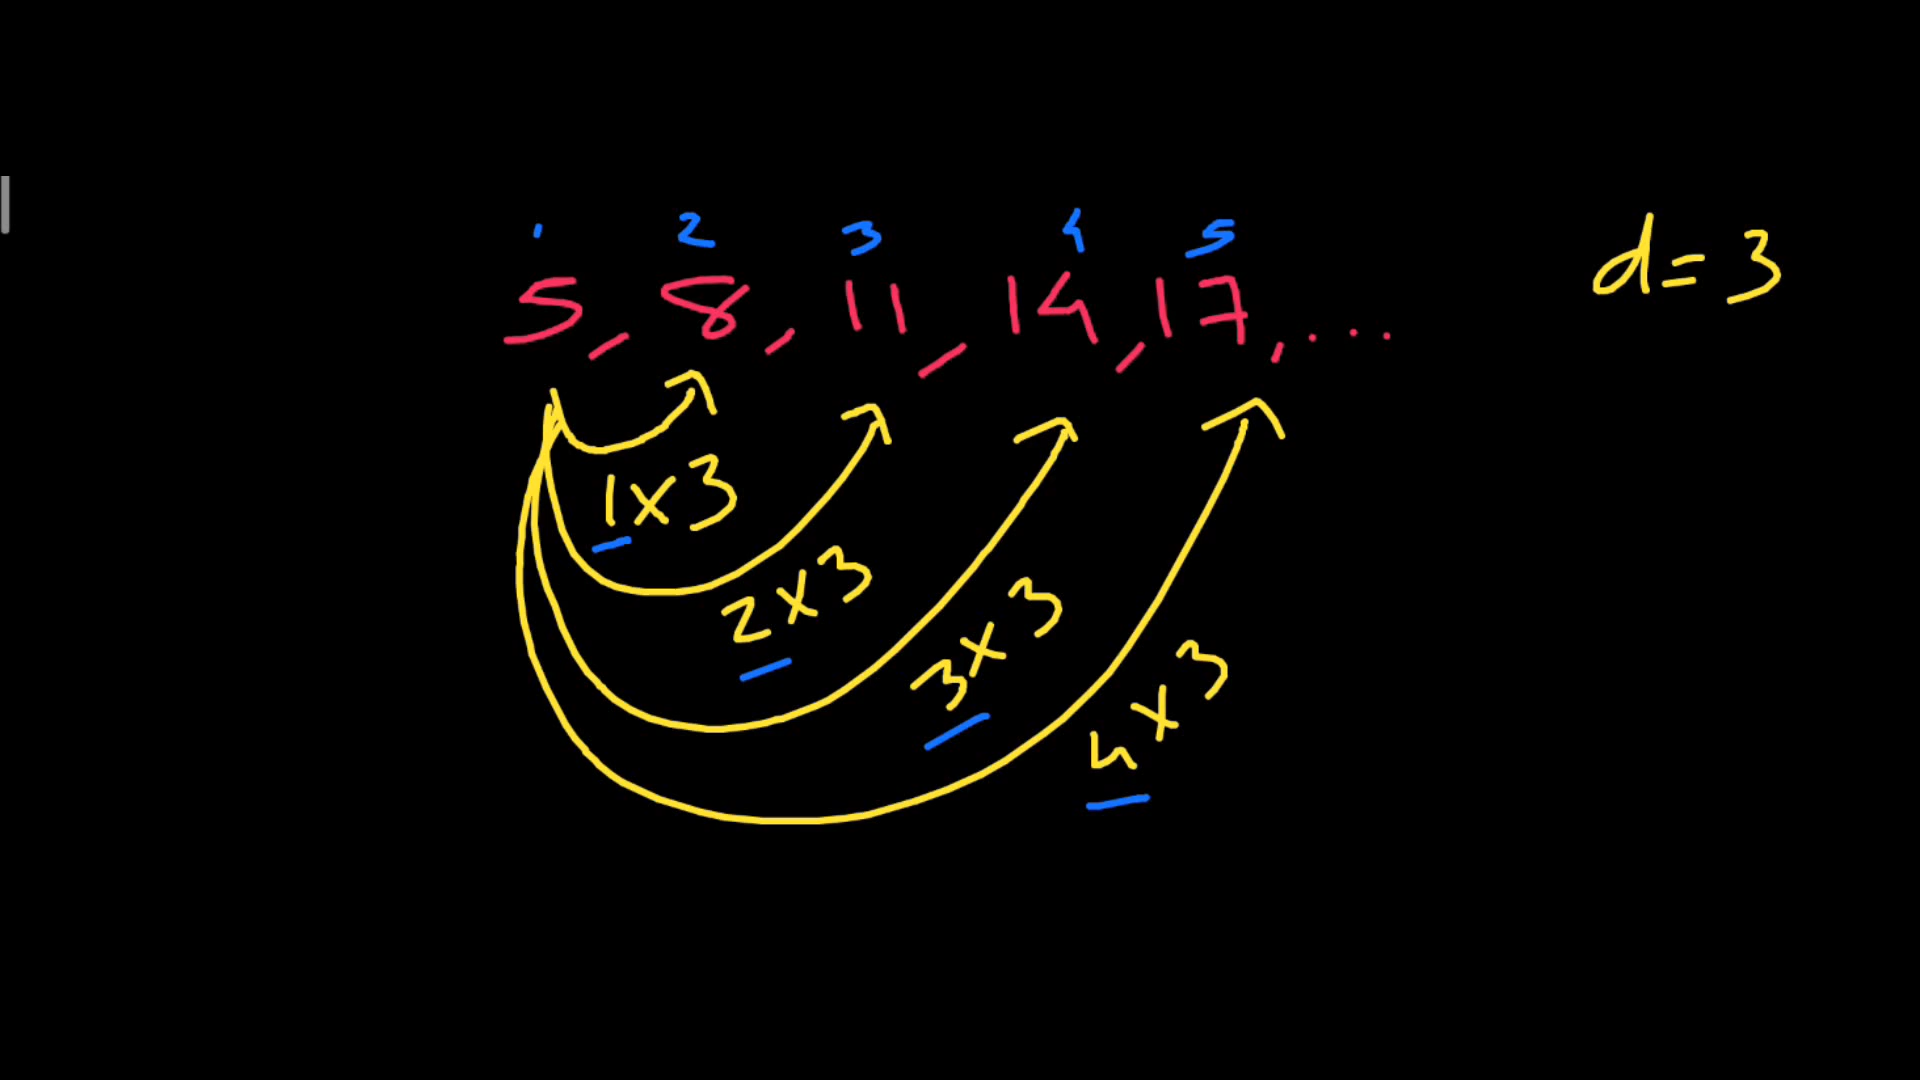 1 2 3 4 5
5, 8, 11, 14, 17, ....
d=3
1x3
2x3
3x3
4x3